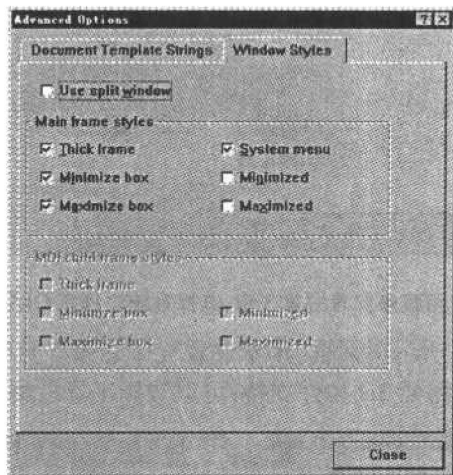 Advanced Options
Document Template Strings Window Styles
Use split window
Main frame styles
Thick frame System menu
Minimize box Minimized
Maximize box Maximized
MDI child frame styles
Thick frame
Minimize box Minimized
Maximize box Maximized
Close